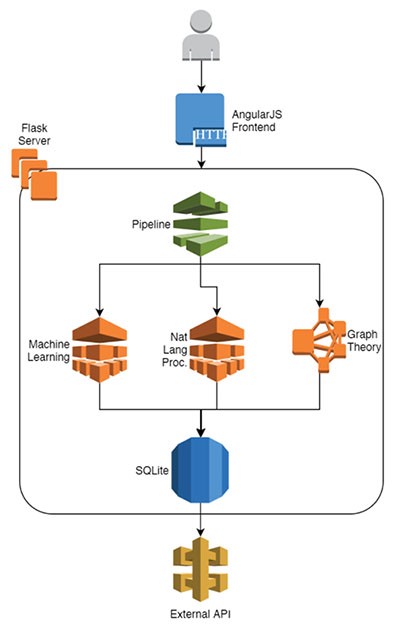 AngularJS
Frontend
HTTP
Flask
Server
Pipeline
Machine
Learning
Nat
Lang
Proc.
Graph
Theory
SQLite
External API